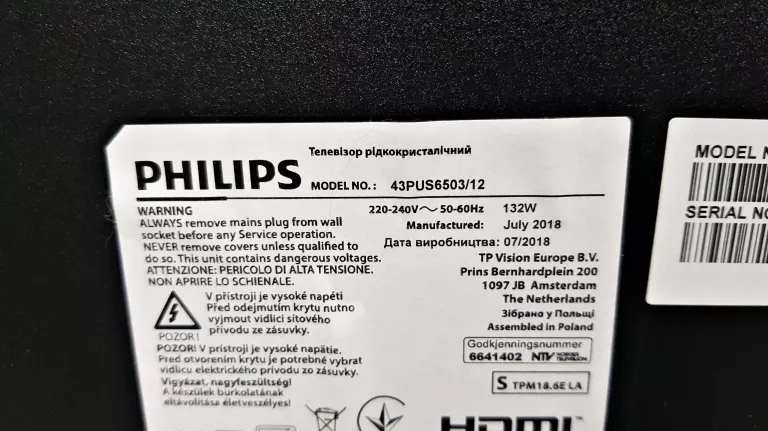 Телевізор рідкокристалічний
PHILIPS MODEL NO.: 43PUS6503/12
WARNING
ALWAYS remove mains plug from wall
socket before any Service operation.
NEVER remove covers unless qualified to
do so. This unit contains dangerous voltages.
ATTENZIONE: PERICOLO DI ALTA TENSIONE.
NON APRIRE LO SCHIENALE.
V přístroji je vysoké napětí
Před odejmutím krytu nutno
vyjmout vidlici síťového
přívodu ze zásuvky.
POZOR!
POZOR! V prístroji je vysoké napätie.
Pred otvorením krytu je potrebné vybrat
vidlicu elektrického prívodu zo zásuvky.
Vigyázat, nagyfeszültség!
A készülék burkolatának
eltávolítása életveszélyes!
220-240V~ 50-60Hz 132W
Manufactured: July 2018
Дата виробництва: 07/2018
TP Vision Europe B.V.
Prins Bernhardplein 200
1097 JB Amsterdam
The Netherlands
Зібрано у Польщі
Assembled in Poland
Godkjenningsnummer
6641402 NTV
S TPM18.6E LA
HDMI
MODEL
SERIAL NO